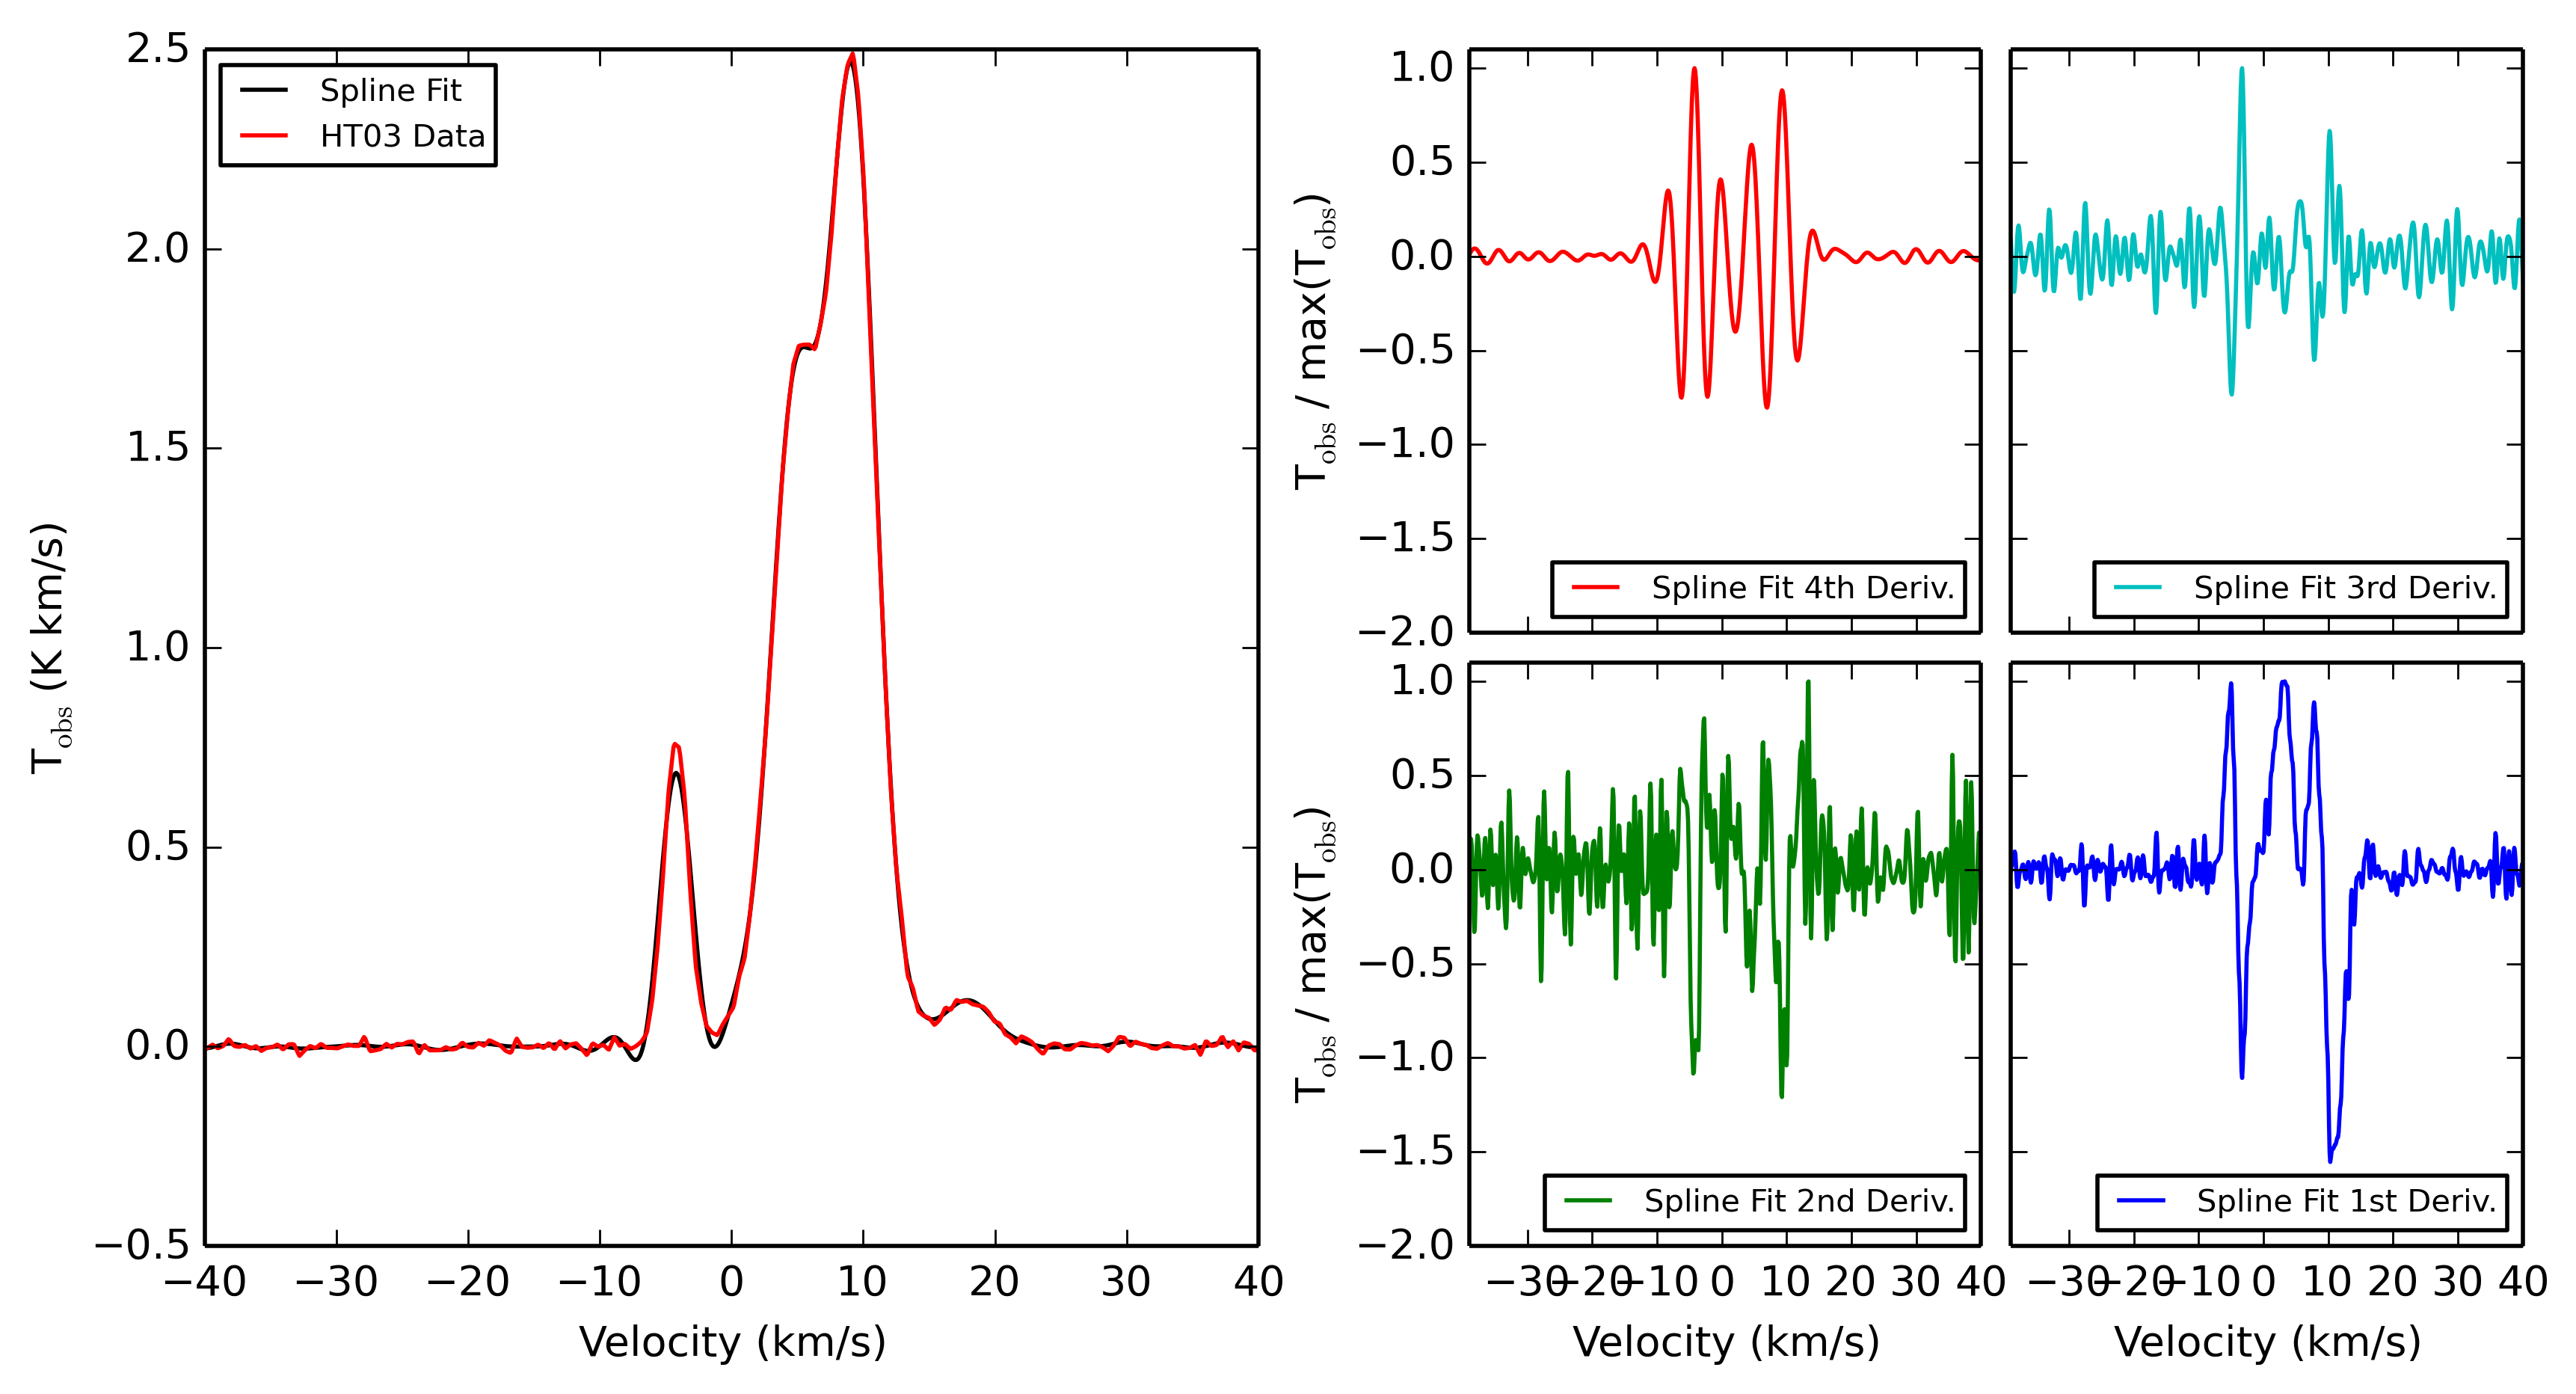 2.5
2.0
1.5
1.0
0.5
0.0
−0.5
T_obs (K km/s)
Spline Fit
HT03 Data
−40 −30 −20 −10 0 10 20 30 40
Velocity (km/s)
1.0
0.5
0.0
−0.5
−1.0
−1.5
−2.0
T_obs / max(T_obs)
Spline Fit 4th Deriv.
Spline Fit 3rd Deriv.
1.0
0.5
0.0
−0.5
−1.0
−1.5
−2.0
T_obs / max(T_obs)
Spline Fit 2nd Deriv.
Spline Fit 1st Deriv.
−30 −20 −10 0 10 20 30 40
−30 −20 −10 0 10 20 30 40
Velocity (km/s)
Velocity (km/s)